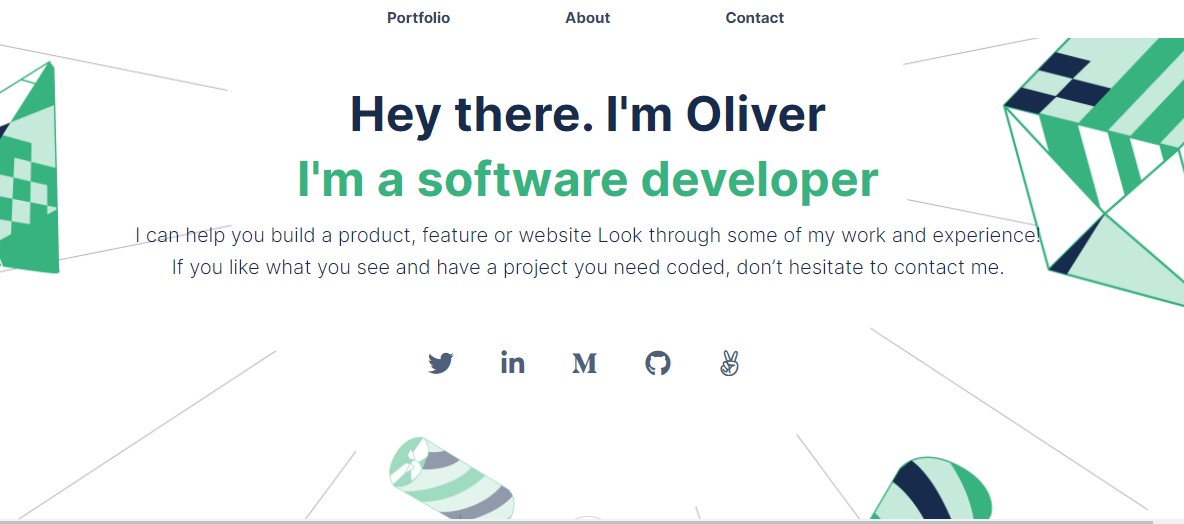 Portfolio About Contact
Hey there. I'm Oliver
I'm a software developer
I can help you build a product, feature or website Look through some of my work and experience!
If you like what you see and have a project you need coded, don’t hesitate to contact me.